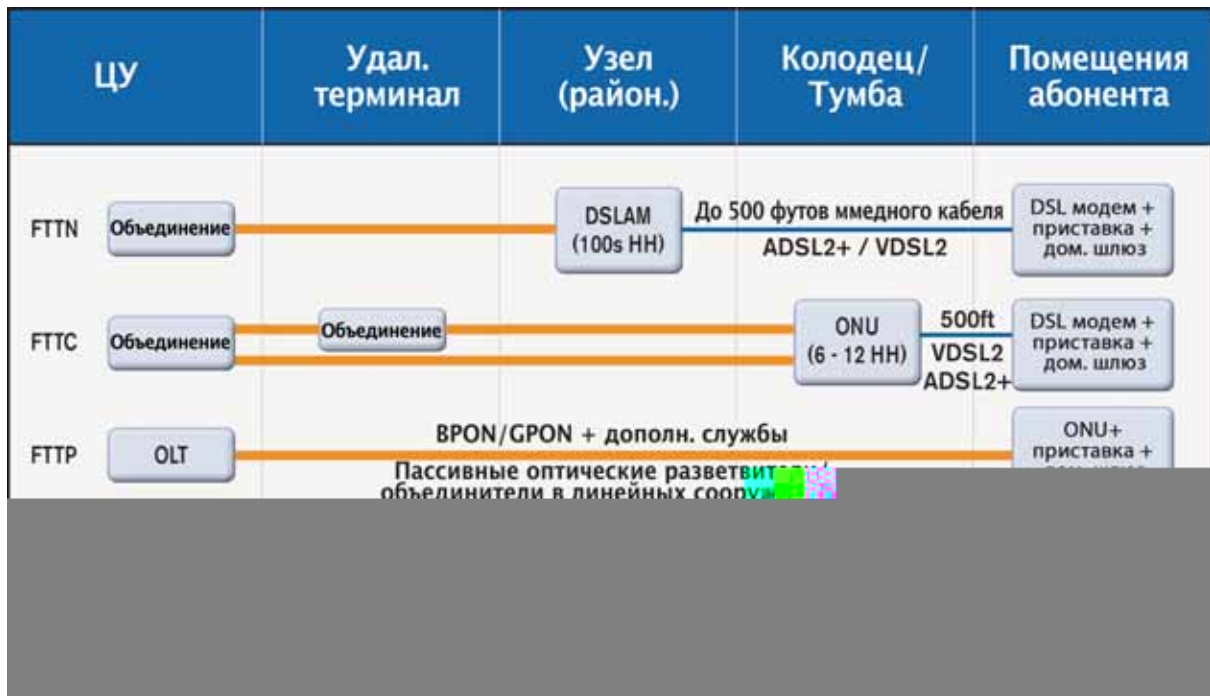 ЦУ
Удал.
терминал
Узел
(район.)
Колодец/
Тумба
Помещения
абонента
FTTN
Объединение
DSLAM
(100s HH)
До 500 футов ммедного кабеля
ADSL2+ / VDSL2
DSL модем +
приставка +
дом. шлюз
FTTC
Объединение
Объединение
ONU
(6 - 12 HH)
500ft
VDSL2
ADSL2+
DSL модем +
приставка +
дом. шлюз
FTTP
OLT
BPON/GPON + дополн. службы
Пассивные оптические разветвители/
объединители в линейных
ONU+
приставка +